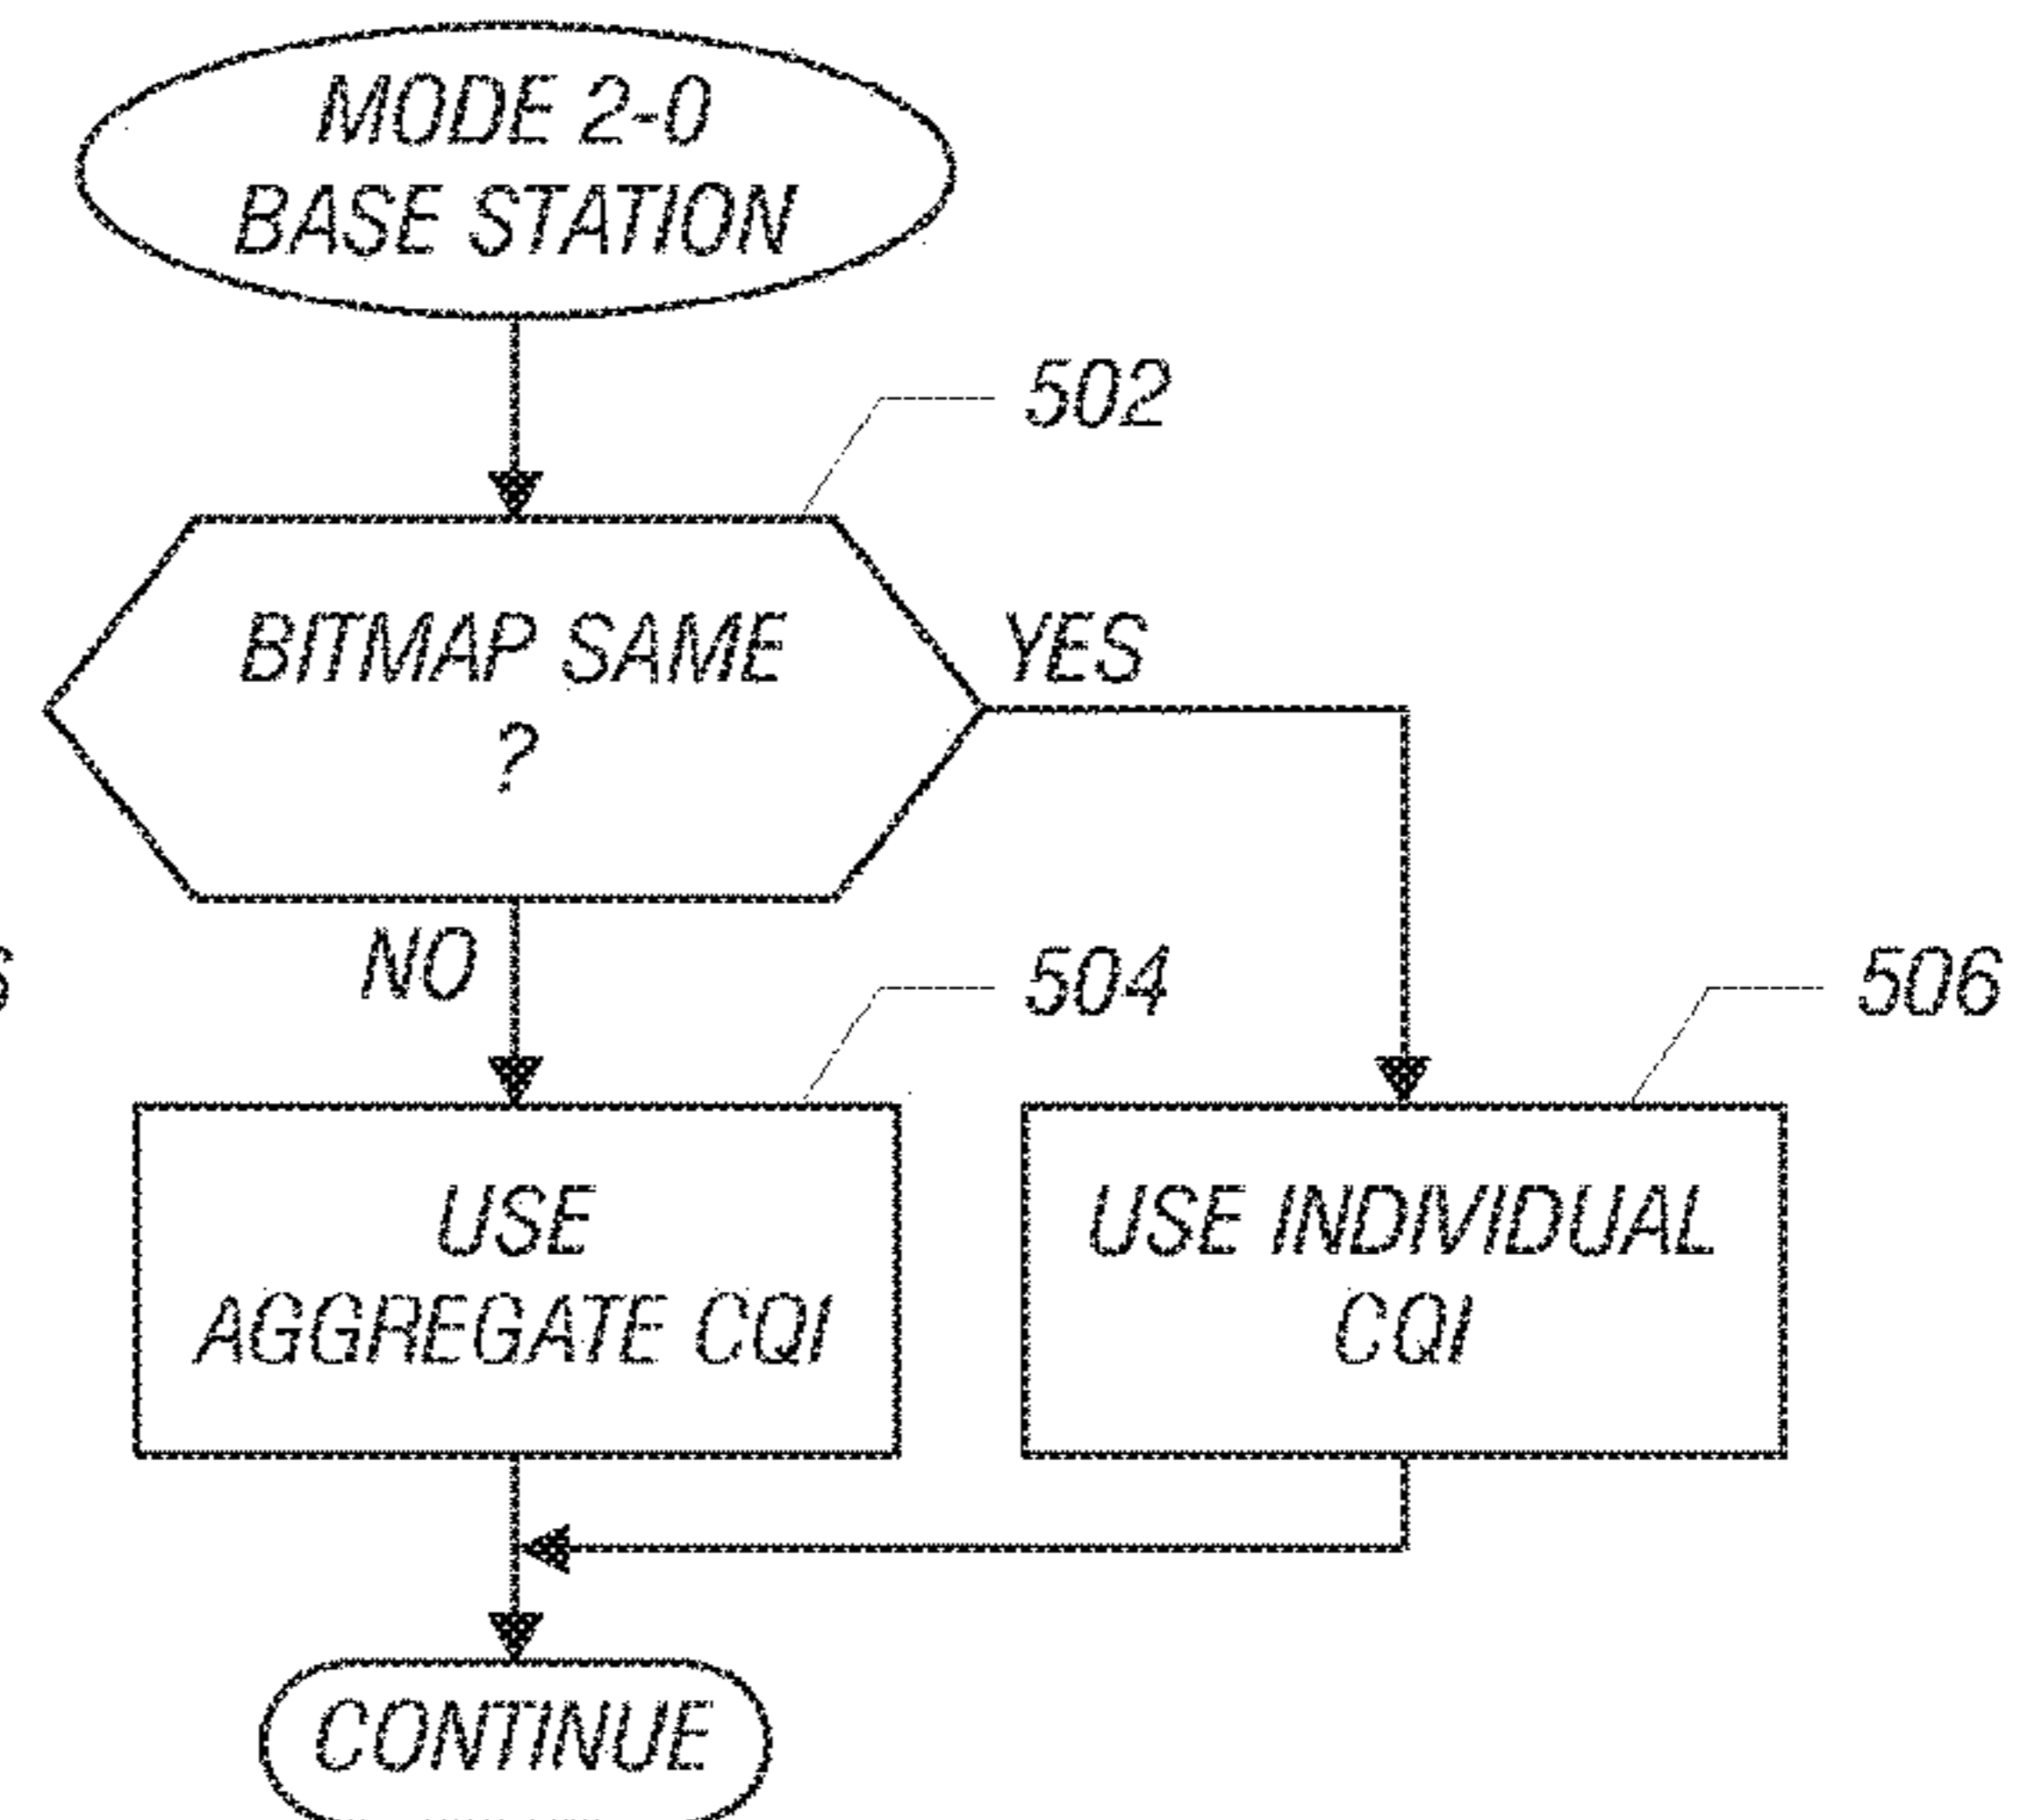 MODE 2-0
BASE STATION
502
BITMAP SAME
?
YES
NO
504
506
USE
AGGREGATE CQI
USE INDIVIDUAL
CQI
CONTINUE